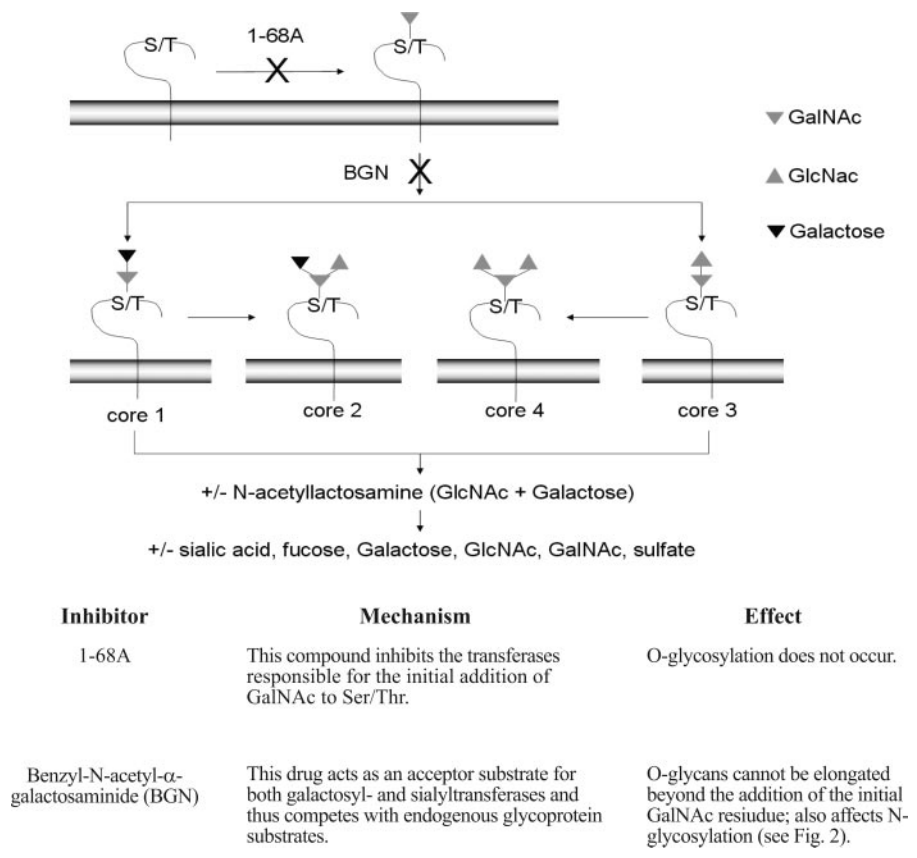 S/T
1-68A
X
S/T
GalNAc
GlcNac
Galactose
BGN
X
S/T
S/T
S/T
S/T
core 1
core 2
core 4
core 3
+/- N-acetyllactosamine (GlcNAc + Galactose)
+/- sialic acid, fucose, Galactose, GlcNAc, GalNAc, sulfate
Inhibitor
Mechanism
Effect
1-68A
This compound inhibits the transferases
responsible for the initial addition of
GalNAc to Ser/Thr.
O-glycosylation does not occur.
Benzyl-N-acetyl-α-
galactosaminide (BGN)
This drug acts as an acceptor substrate for
both galactosyl- and sialyltransferases and
thus competes with endogenous glycoprotein
substrates.
O-glycans cannot be elongated
beyond the addition of the initial
GalNAc resiudue; also affects N-
glycosylation (see Fig. 2).